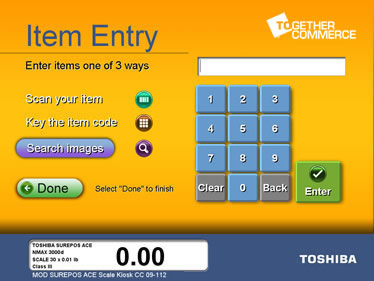 Item Entry
TOGETHER
COMMERCE
Enter items one of 3 ways
Scan your item
Key the item code
Search images
Done
Select "Done" to finish
1 2 3
4 5 6
7 8 9
Clear 0 Back
Enter
TOSHIBA SUREPOS ACE
NMAX 3000d
SCALE 30 x 0.01 lb
Class III
0.00
MOD SUREPOS ACE Scale Kiosk CC 09-112
TOSHIBA